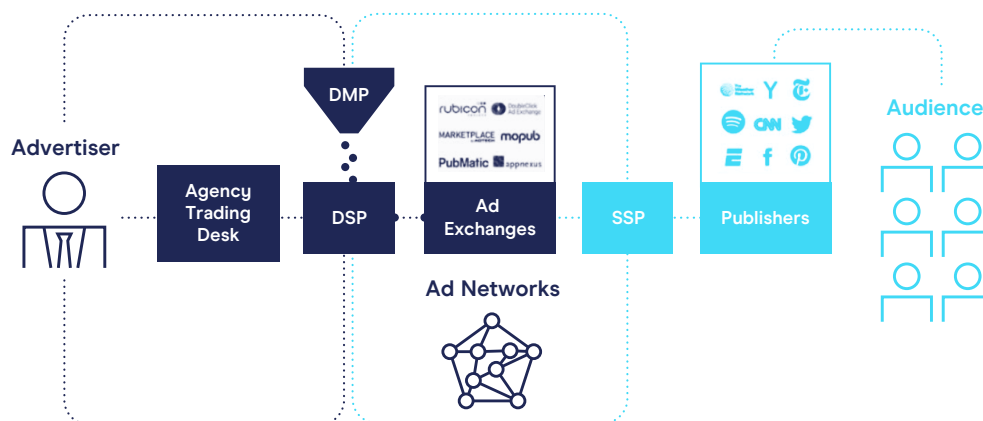 DMP
rubicon
DoubleClick
Ad Exchange
MARKETPLACE
mopub
PubMatic
appnexus
Y
CNN
E
f
Audience
Advertiser
Agency
Trading
Desk
DSP
Ad
Exchanges
SSP
Publishers
Ad Networks